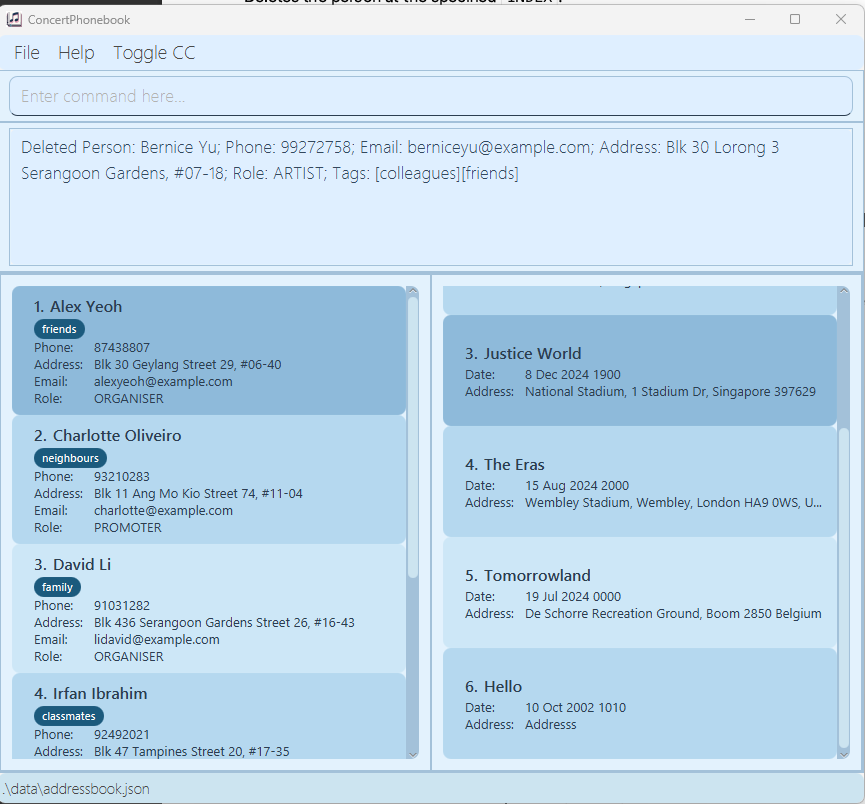 Deletes the person at the specified INDEX.
ConcertPhonebook
File Help Toggle CC
Enter command here...
Deleted Person: Bernice Yu; Phone: 99272758; Email: berniceyu@example.com; Address: Blk 30 Lorong 3
Serangoon Gardens, #07-18; Role: ARTIST; Tags: [colleagues][friends]
1. Alex Yeoh
friends
Phone: 87438807
Address: Blk 30 Geylang Street 29, #06-40
Email: alexyeoh@example.com
Role: ORGANISER
2. Charlotte Oliveiro
neighbours
Phone: 93210283
Address: Blk 11 Ang Mo Kio Street 74, #11-04
Email: charlotte@example.com
Role: PROMOTER
3. David Li
family
Phone: 91031282
Address: Blk 436 Serangoon Gardens Street 26, #16-43
Email: lidavid@example.com
Role: ORGANISER
4. Irfan Ibrahim
classmates
Phone: 92492021
Address: Blk 47 Tampines Street 20, #17-35
3. Justice World
Date: 8 Dec 2024 1900
Address: National Stadium, 1 Stadium Dr, Singapore 397629
4. The Eras
Date: 15 Aug 2024 2000
Address: Wembley Stadium, Wembley, London HA9 0WS, U...
5. Tomorrowland
Date: 19 Jul 2024 0000
Address: De Schorre Recreation Ground, Boom 2850 Belgium
6. Hello
Date: 10 Oct 2002 1010
Address: Addresss
.\data\addressbook.json